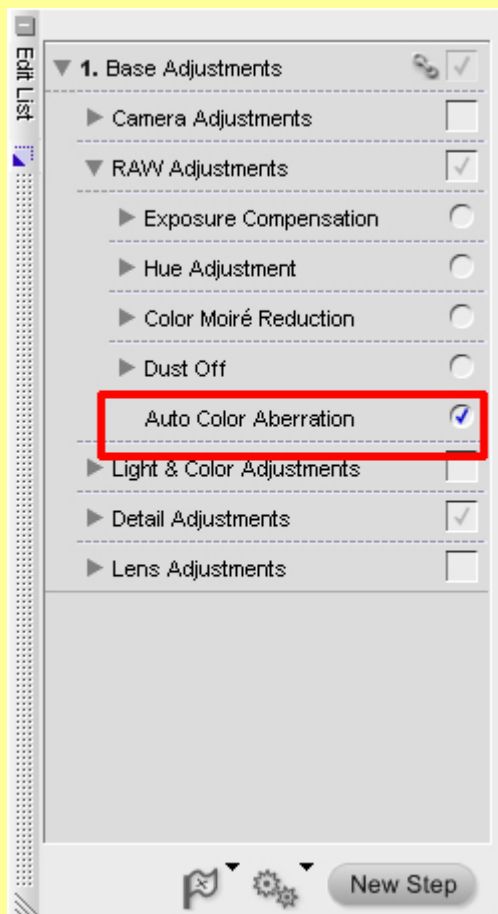 Edit List
1. Base Adjustments
Camera Adjustments
RAW Adjustments
Exposure Compensation
Hue Adjustment
Color Moiré Reduction
Dust Off
Auto Color Aberration
Light & Color Adjustments
Detail Adjustments
Lens Adjustments
New Step